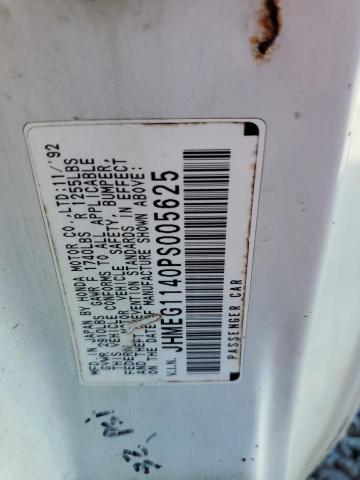 MFD. IN JAPAN BY HONDA MOTOR CO.,LTD:11/'92
GVWR 2910LBS GAWR F 1740LBS R 1255LBS
THIS VEHICLE CONFORMS TO ALL APPLICABLE
FEDERAL MOTOR VEHICLE SAFETY, BUMPER,
AND THEFT PREVENTION STANDARDS IN EFFECT
ON THE DATE OF MANUFACTURE SHOWN ABOVE.
V.I.N. JHMEG1140PS005625
PASSENGER CAR